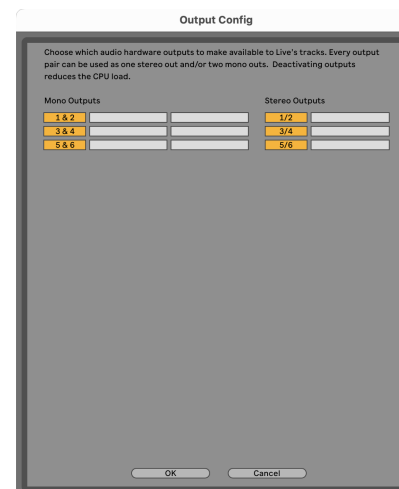 Output Config
Choose which audio hardware outputs to make available to Live's tracks. Every output
pair can be used as one stereo out and/or two mono outs.  Deactivating outputs
reduces the CPU load.
Mono Outputs Stereo Outputs
1 & 2 1/2
3 & 4 3/4
5 & 6 5/6
OK Cancel